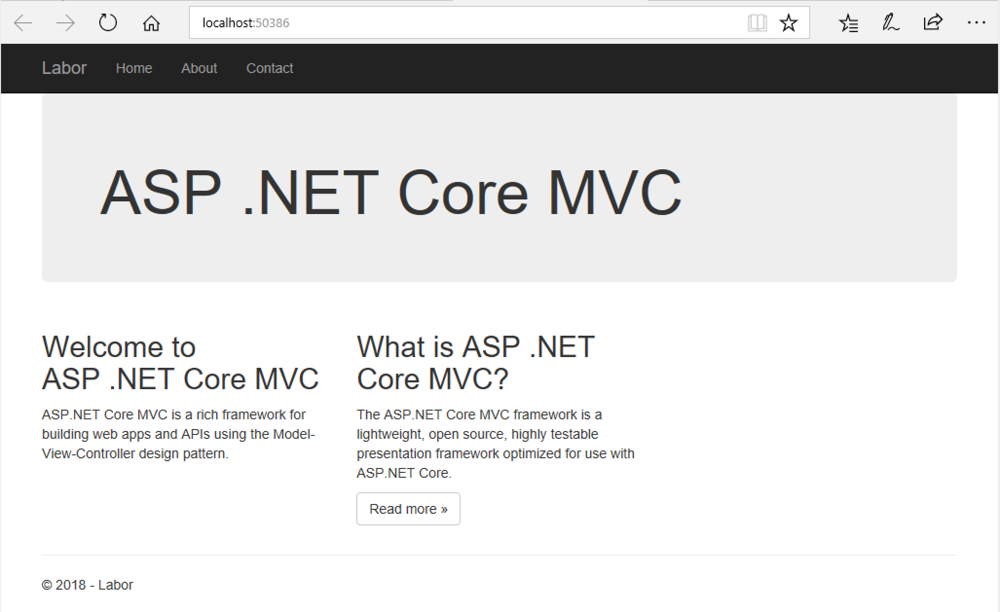 localhost:50386
Labor Home About Contact
ASP .NET Core MVC
Welcome to
ASP .NET Core MVC
ASP.NET Core MVC is a rich framework for
building web apps and APIs using the Model-
View-Controller design pattern.
What is ASP .NET
Core MVC?
The ASP.NET Core MVC framework is a
lightweight, open source, highly testable
presentation framework optimized for use with
ASP.NET Core.
Read more »
© 2018 - Labor